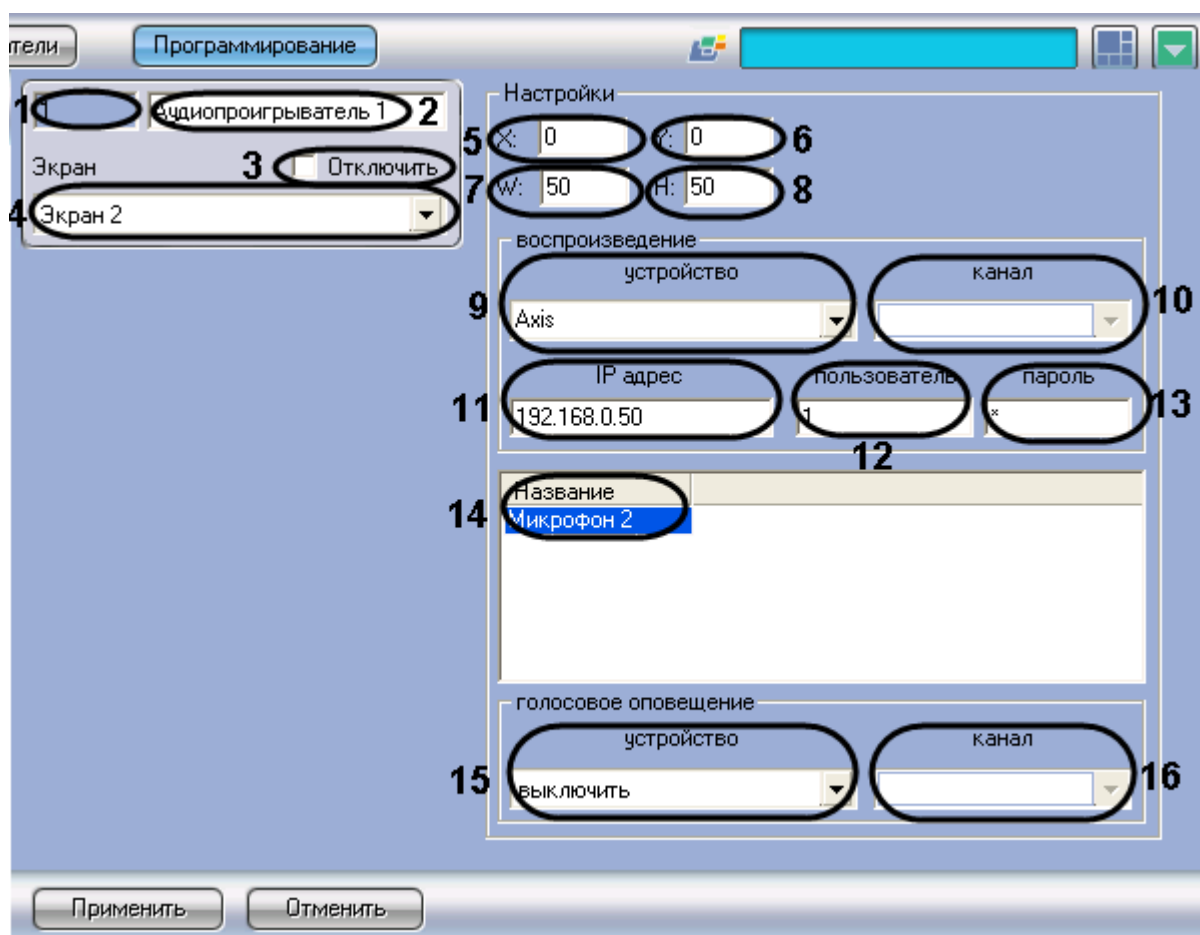 тели
Программирование
1 1 Аудиопроигрыватель 1 2
Экран 3 Отключить
4 Экран 2
Настройки
5 X: 0 Y: 0 6
7 W: 50 H: 50 8
воспроизведение
устройство канал
9 Axis 10
IP адрес пользователь пароль
11 192.168.0.50 1 * 13
12
Название
14 Микрофон 2
голосовое оповещение
устройство канал
15 выключить 16
Применить Отменить